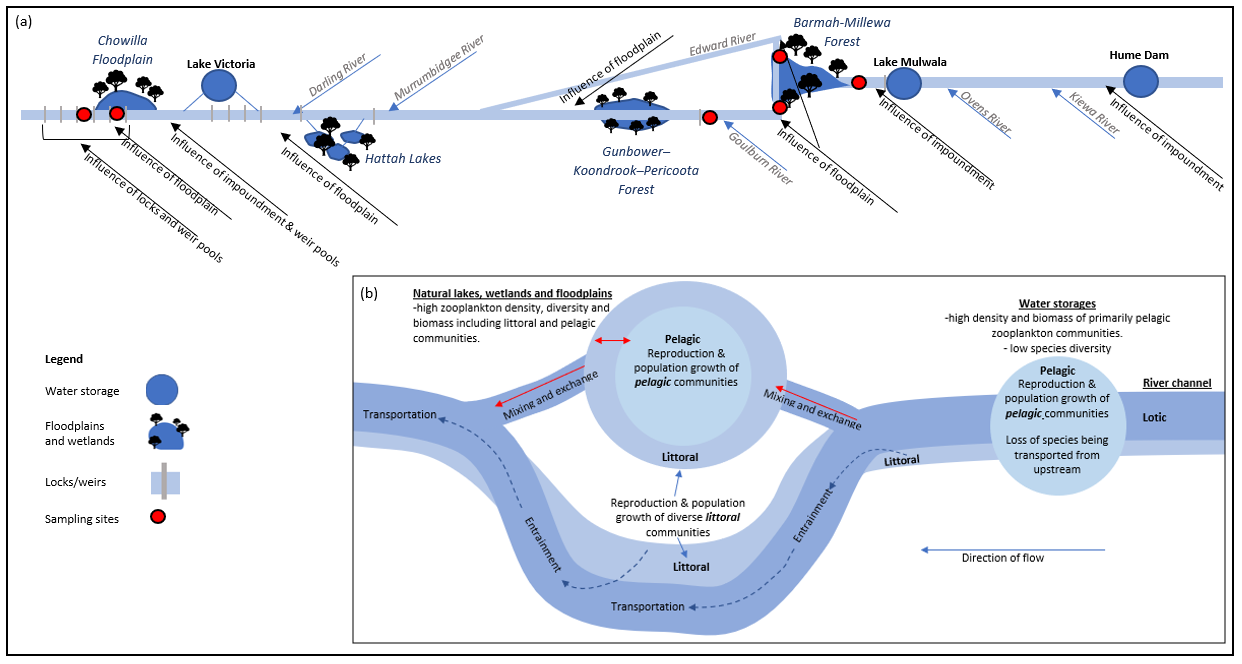 (a)
Chowilla
Floodplain
Lake Victoria
Darling River
Murrumbidgee River
Influence of floodplain
Edward River
Barmah-Millewa
Forest
Lake Mulwala
Hume Dam
Hattah Lakes
Gunbower–
Koondrook–Pericoota
Forest
Goulburn River
Ovens River
Kiewa River
Influence of locks and weir pools
Influence of floodplain
Influence of impoundment & weir pools
Influence of floodplain
Influence of floodplain
Influence of impoundment
Influence of impoundment
Legend
Water storage
Floodplains
and wetlands
Locks/weirs
Sampling sites
(b)
Natural lakes, wetlands and floodplains
-high zooplankton density, diversity and
biomass including littoral and pelagic
communities.
Pelagic
Reproduction &
population growth of
pelagic communities
Littoral
Mixing and exchange
Mixing and exchange
Water storages
-high density and biomass of primarily pelagic
zooplankton communities.
- low species diversity
Pelagic
Reproduction &
population growth of
pelagic communities
Loss of species being
transported from
upstream
River channel
Lotic
Littoral
Transportation
Entrainment
Reproduction & population
growth of diverse littoral
communities
Littoral
Entrainment
Transportation
Direction of flow